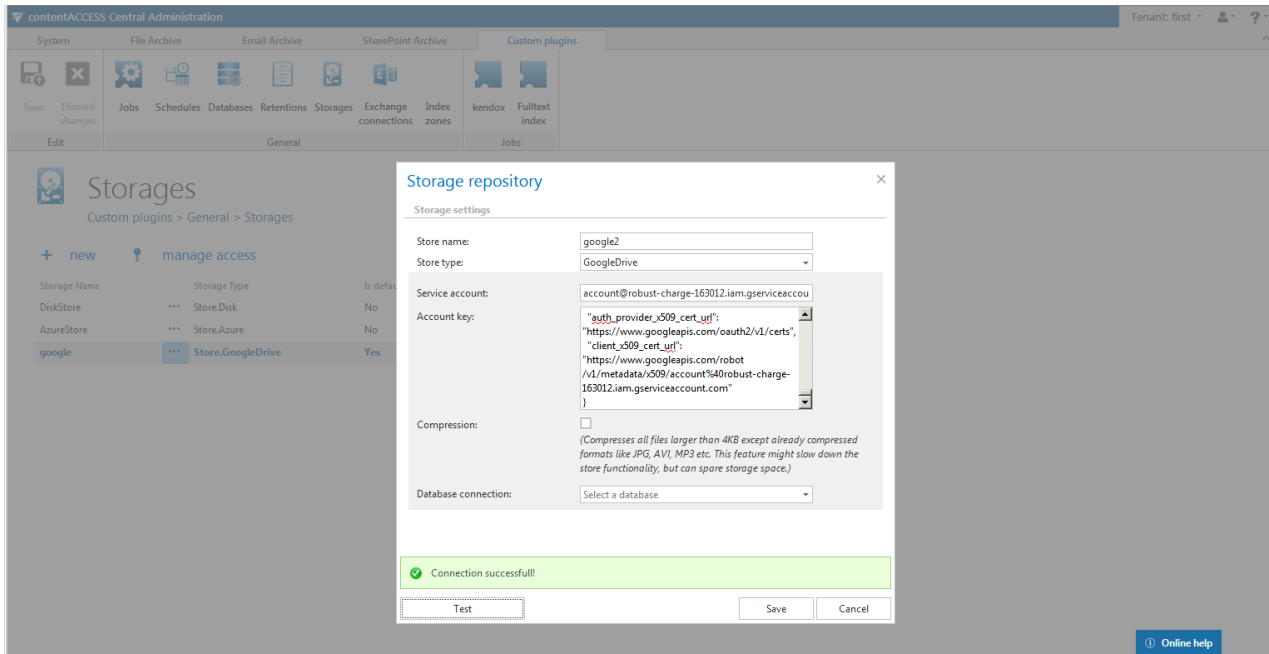 contentACCESS Central Administration
Tenant: first
?
System
File Archive
Email Archive
SharePoint Archive
Custom plugins
Save
Discard
changes
Jobs
Schedules
Databases
Retentions
Storages
Exchange
connections
Index
zones
kendox
Fulltext
index
Edit
General
Jobs
Storages
Custom plugins > General > Storages
+ new
manage access
Storage Name
Storage Type
Is defau
DiskStore
···
Store.Disk
No
AzureStore
···
Store.Azure
No
google
···
Store.GoogleDrive
Yes
Storage repository
Storage settings
Store name:
google2
Store type:
GoogleDrive
Service account:
account@robust-charge-163012.iam.gserviceaccou
Account key:
"auth_provider_x509_cert_url":
"https://www.googleapis.com/oauth2/v1/certs",
"client_x509_cert_url":
"https://www.googleapis.com/robot
/v1/metadata/x509/account%40robust-charge-
163012.iam.gserviceaccount.com"
}
Compression:
(Compresses all files larger than 4KB except already compressed
formats like JPG, AVI, MP3 etc. This feature might slow down the
store functionality, but can spare storage space.)
Database connection:
Select a database
Connection successfull!
Test
Save
Cancel
Online help